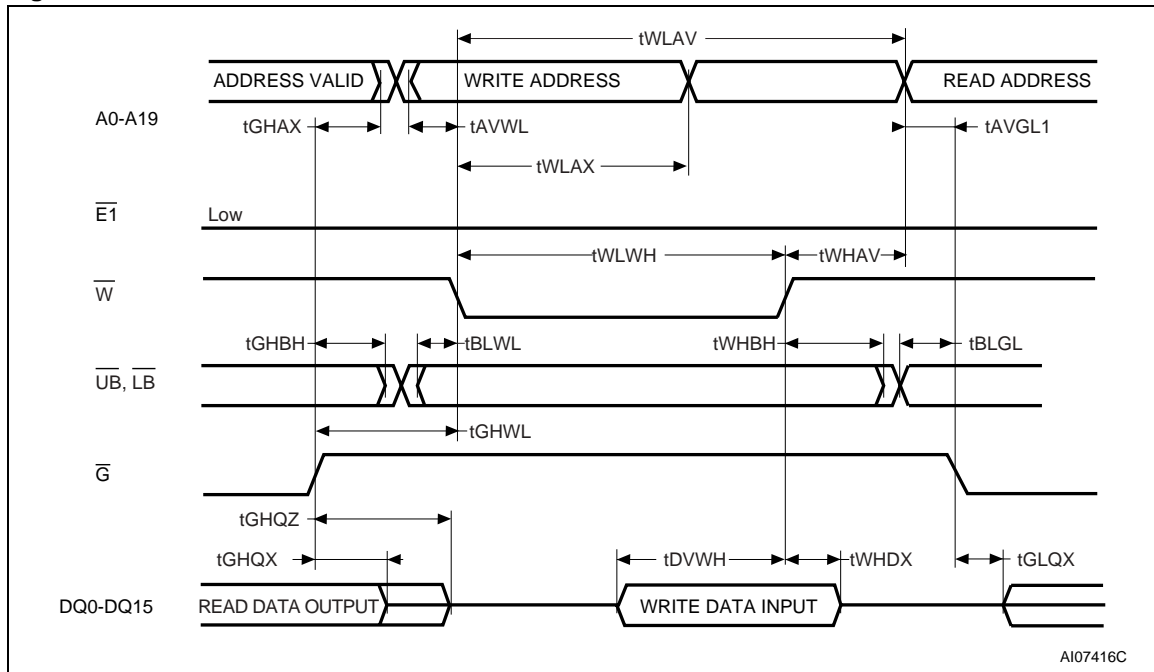 tWLAV
ADDRESS VALID WRITE ADDRESS READ ADDRESS
A0-A19
tGHAX tAVWL tAVGL1
tWLAX
E1 Low
tWLWH tWHAV
W
tGHBH tBLWL tWHBH tBLGL
UB, LB
tGHWL
G
tGHQZ
tGHQX tDVWH tWHDX tGLQX
DQ0-DQ15 READ DATA OUTPUT WRITE DATA INPUT
AI07416C